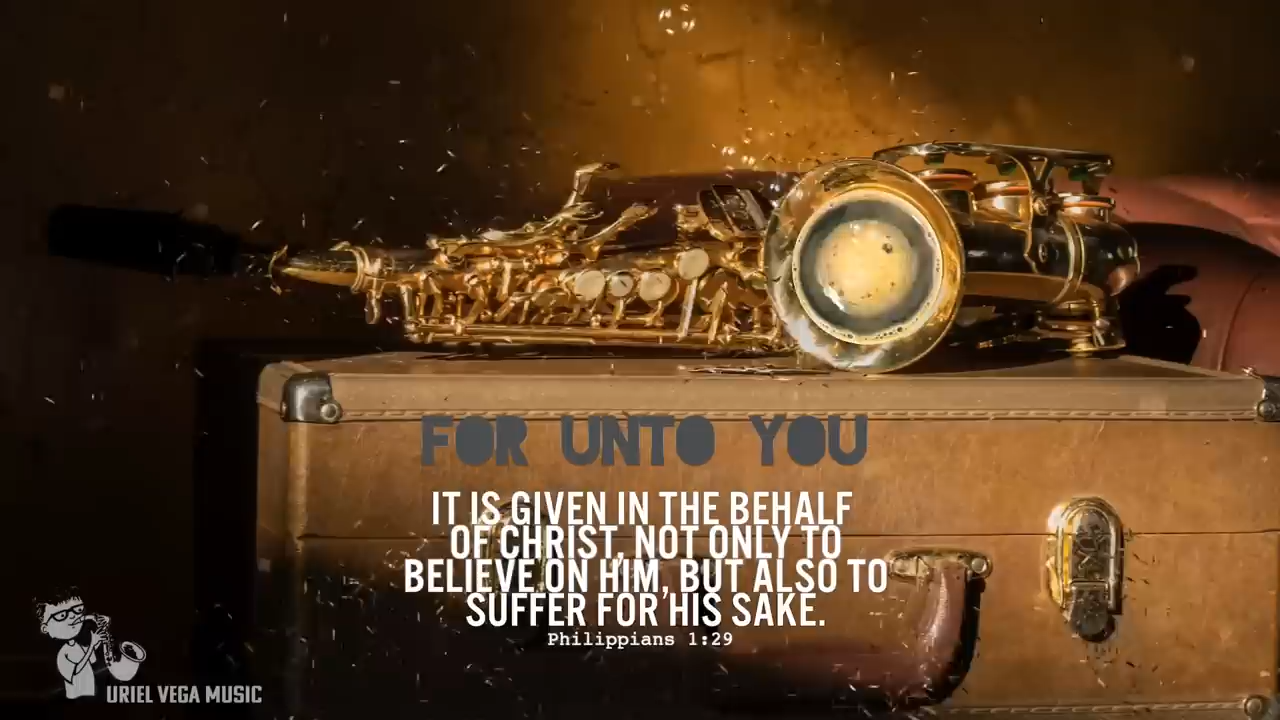 FOR UNTO YOU
IT IS GIVEN IN THE BEHALF
OF CHRIST, NOT ONLY TO
BELIEVE ON HIM, BUT ALSO TO
SUFFER FOR HIS SAKE.
Philippians 1:29
URIEL VEGA MUSIC